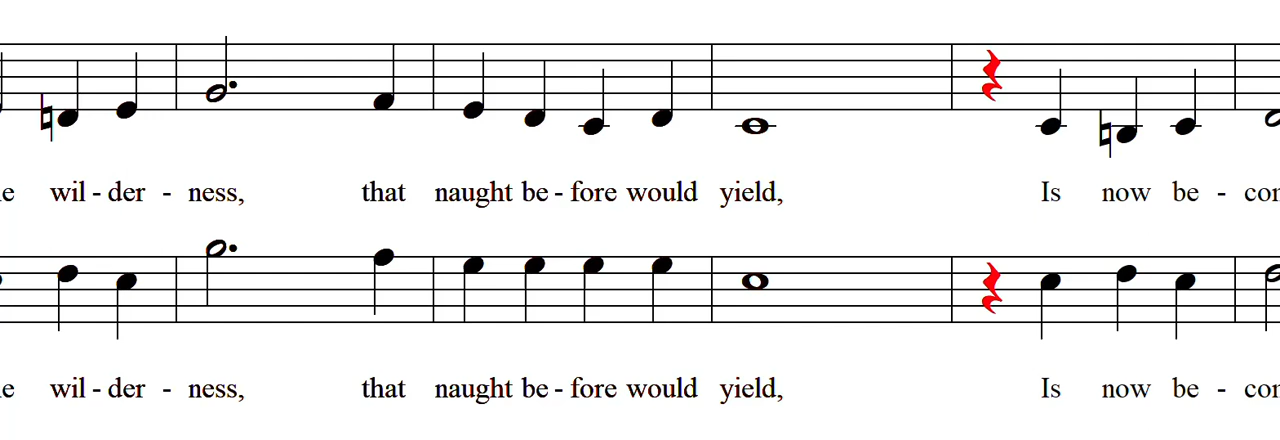 wil - der - ness, that naught be - fore would yield, Is now be -
wil - der - ness, that naught be - fore would yield, Is now be -